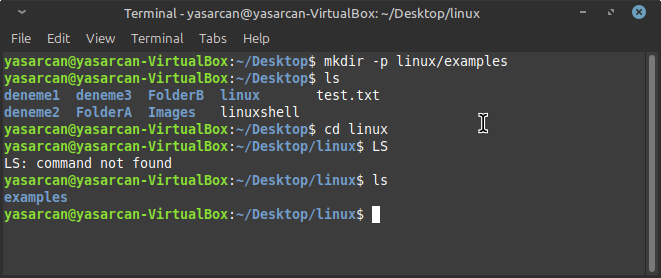 Terminal - yasarcan@yasarcan-VirtualBox: ~/Desktop/linux
File Edit View Terminal Tabs Help
yasarcan@yasarcan-VirtualBox:~/Desktop$ mkdir -p linux/examples
yasarcan@yasarcan-VirtualBox:~/Desktop$ ls
deneme1 deneme3 FolderB linux test.txt
deneme2 FolderA Images linuxshell
yasarcan@yasarcan-VirtualBox:~/Desktop$ cd linux
yasarcan@yasarcan-VirtualBox:~/Desktop/linux$ LS
LS: command not found
yasarcan@yasarcan-VirtualBox:~/Desktop/linux$ ls
examples
yasarcan@yasarcan-VirtualBox:~/Desktop/linux$